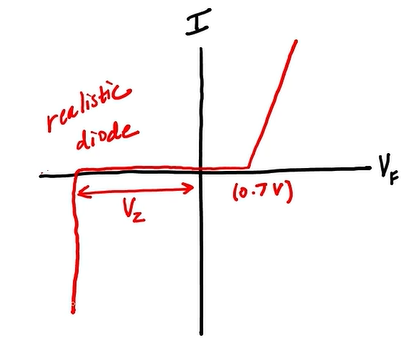 I
realistic
diode
V_F
V_Z
(0.7V)